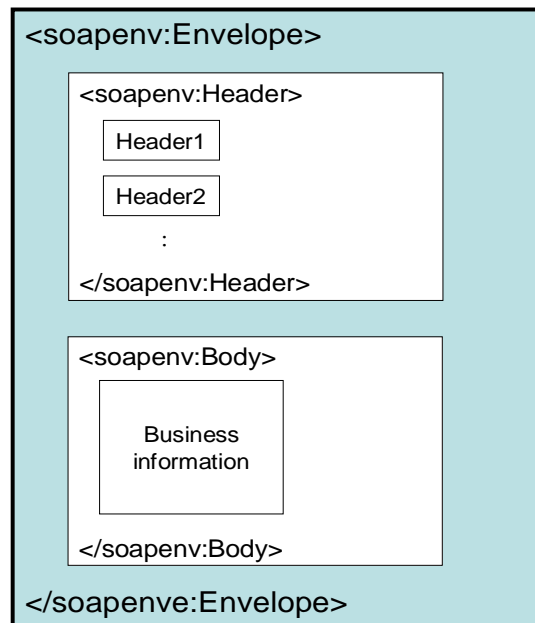 <soapenv:Envelope>
<soapenv:Header>
Header1
Header2
:
</soapenv:Header>
<soapenv:Body>
Business
information
</soapenv:Body>
</soapenve:Envelope>